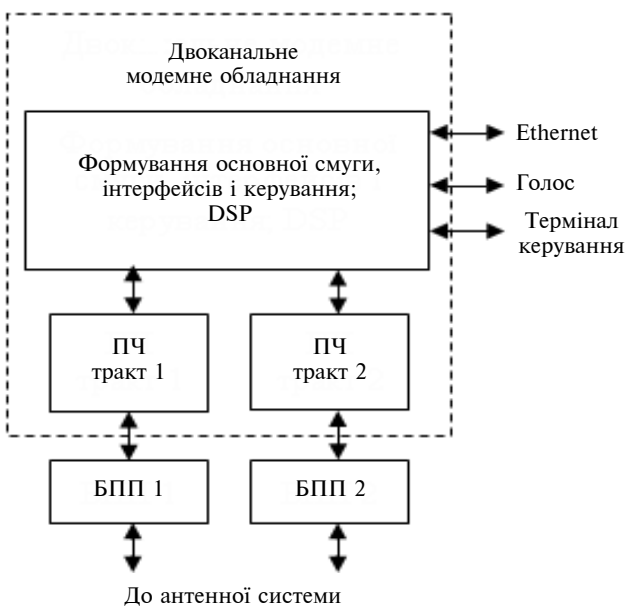 Двоканальне
модемне обладнання
Формування основної смуги,
інтерфейсів і керування;
DSP
Ethernet
Голос
Термінал
керування
ПЧ
тракт 1
ПЧ
тракт 2
БПП 1
БПП 2
До антенної системи